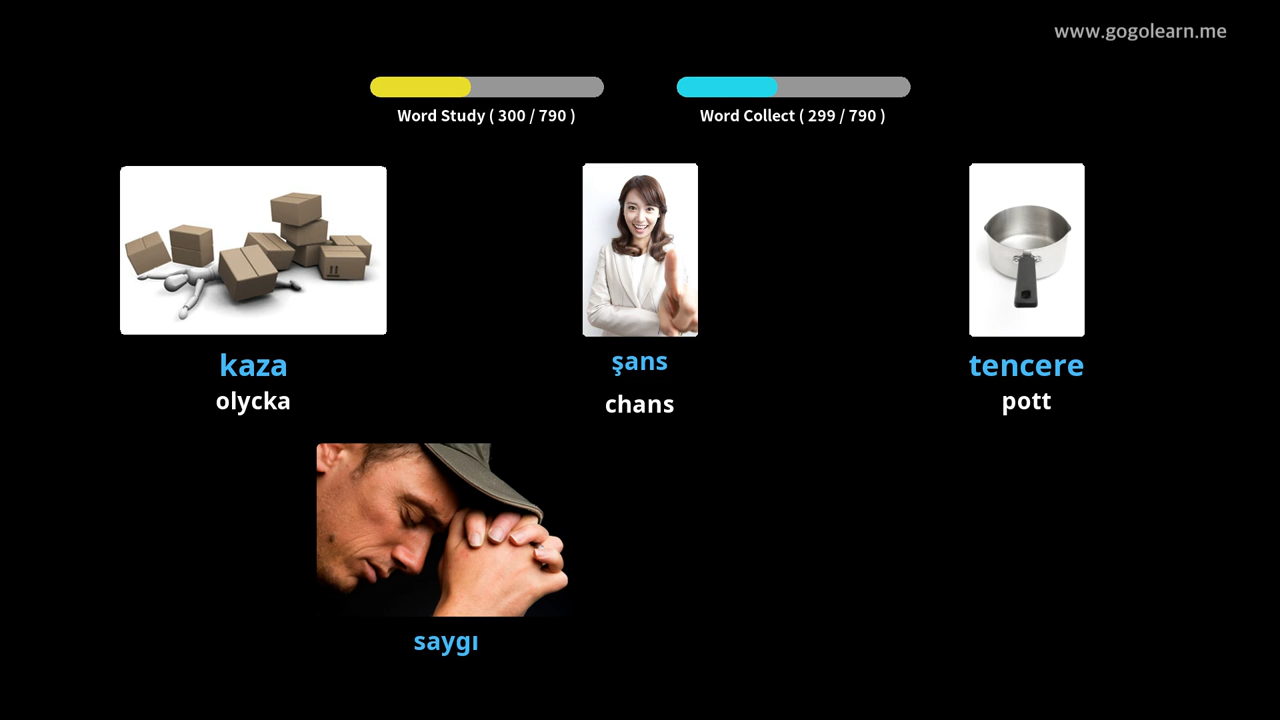 www.gogolearn.me
Word Study ( 300 / 790 )
Word Collect ( 299 / 790 )
kaza
olycka
şans
chans
tencere
pott
saygı